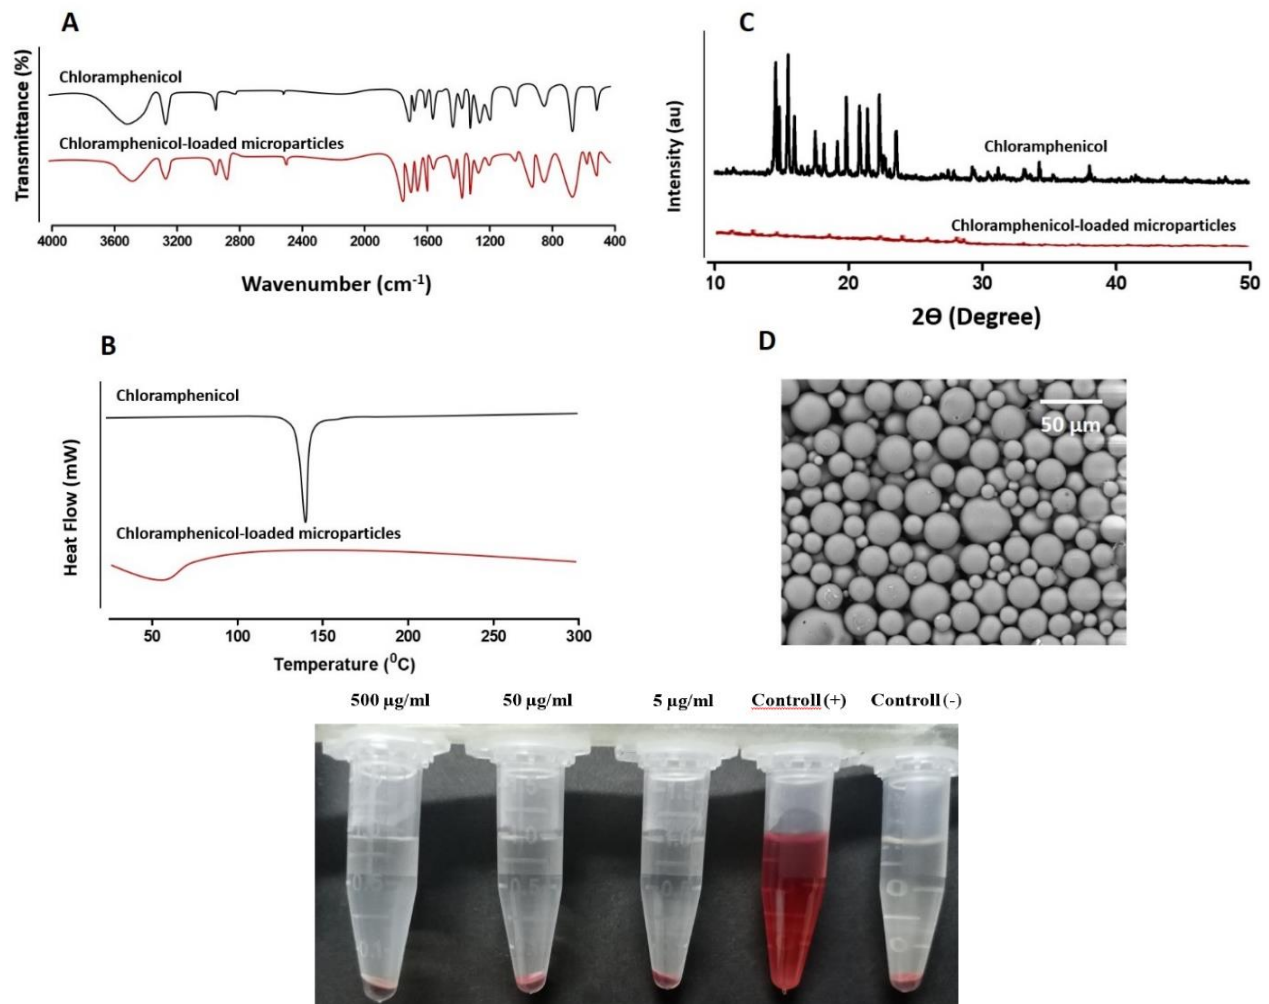 A
Transmittance (%)
Chloramphenicol
Chloramphenicol-loaded microparticles
4000 3600 3200 2800 2400 2000 1600 1200 800 400
Wavenumber (cm-1)
C
Intensity (au)
Chloramphenicol
Chloramphenicol-loaded microparticles
10 20 30 40 50
2ϴ (Degree)
B
Heat Flow (mW)
Chloramphenicol
Chloramphenicol-loaded microparticles
50 100 150 200 250 300
Temperature (0C)
D
50 µm
500 µg/ml 50 µg/ml 5 µg/ml Controll (+) Controll (-)